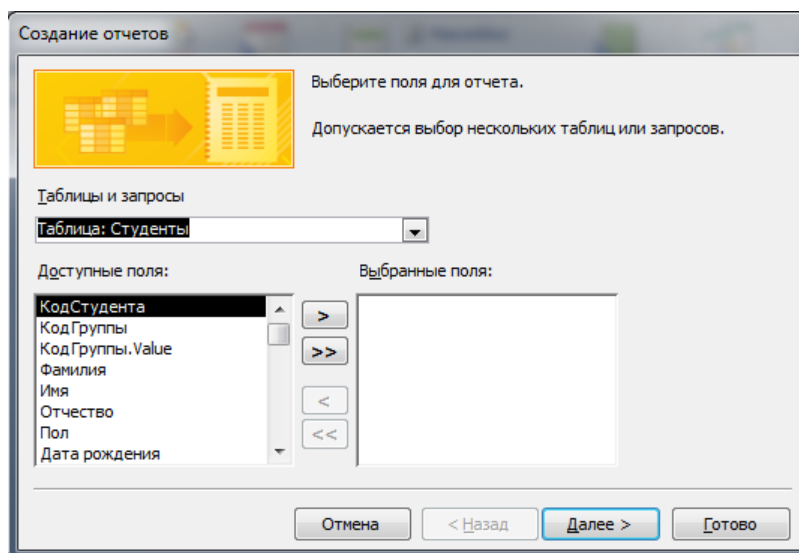 Создание отчетов
Выберите поля для отчета.
Допускается выбор нескольких таблиц или запросов.
Таблицы и запросы
Таблица: Студенты
Доступные поля:
Выбранные поля:
КодСтудента
КодГруппы
КодГруппы.Value
Фамилия
Имя
Отчество
Пол
Дата рождения
>
>>
<
<<
Отмена
< Назад
Далее >
Готово